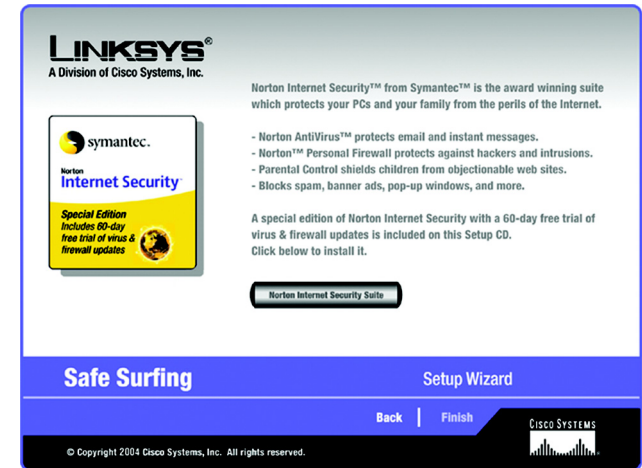 LINKSYS®
A Division of Cisco Systems, Inc.
symantec.
Norton
Internet Security™
Special Edition
Includes 60-day
free trial of virus &
firewall updates
Norton Internet Security™ from Symantec™ is the award winning suite
which protects your PCs and your family from the perils of the Internet.
- Norton AntiVirus™ protects email and instant messages.
- Norton™ Personal Firewall protects against hackers and intrusions.
- Parental Control shields children from objectionable web sites.
- Blocks spam, banner ads, pop-up windows, and more.
A special edition of Norton Internet Security with a 60-day free trial of
virus & firewall updates is included on this Setup CD.
Click below to install it.
Norton Internet Security Suite
Safe Surfing
Setup Wizard
Back
Finish
CISCO SYSTEMS
© Copyright 2004 Cisco Systems, Inc. All rights reserved.